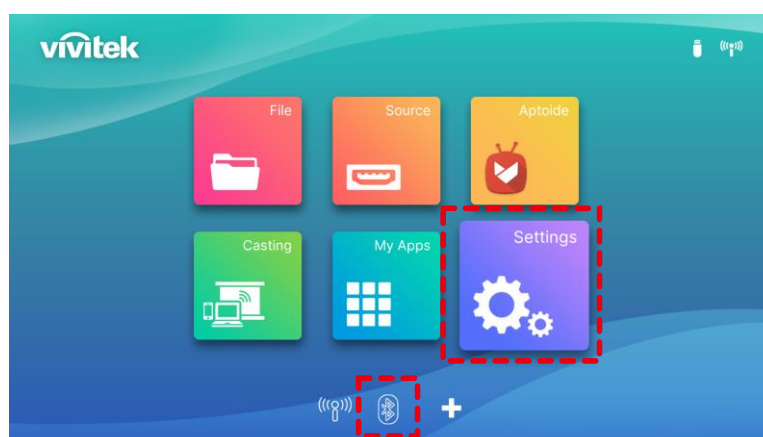 vivitek
File
Source
Aptoide
Casting
My Apps
Settings